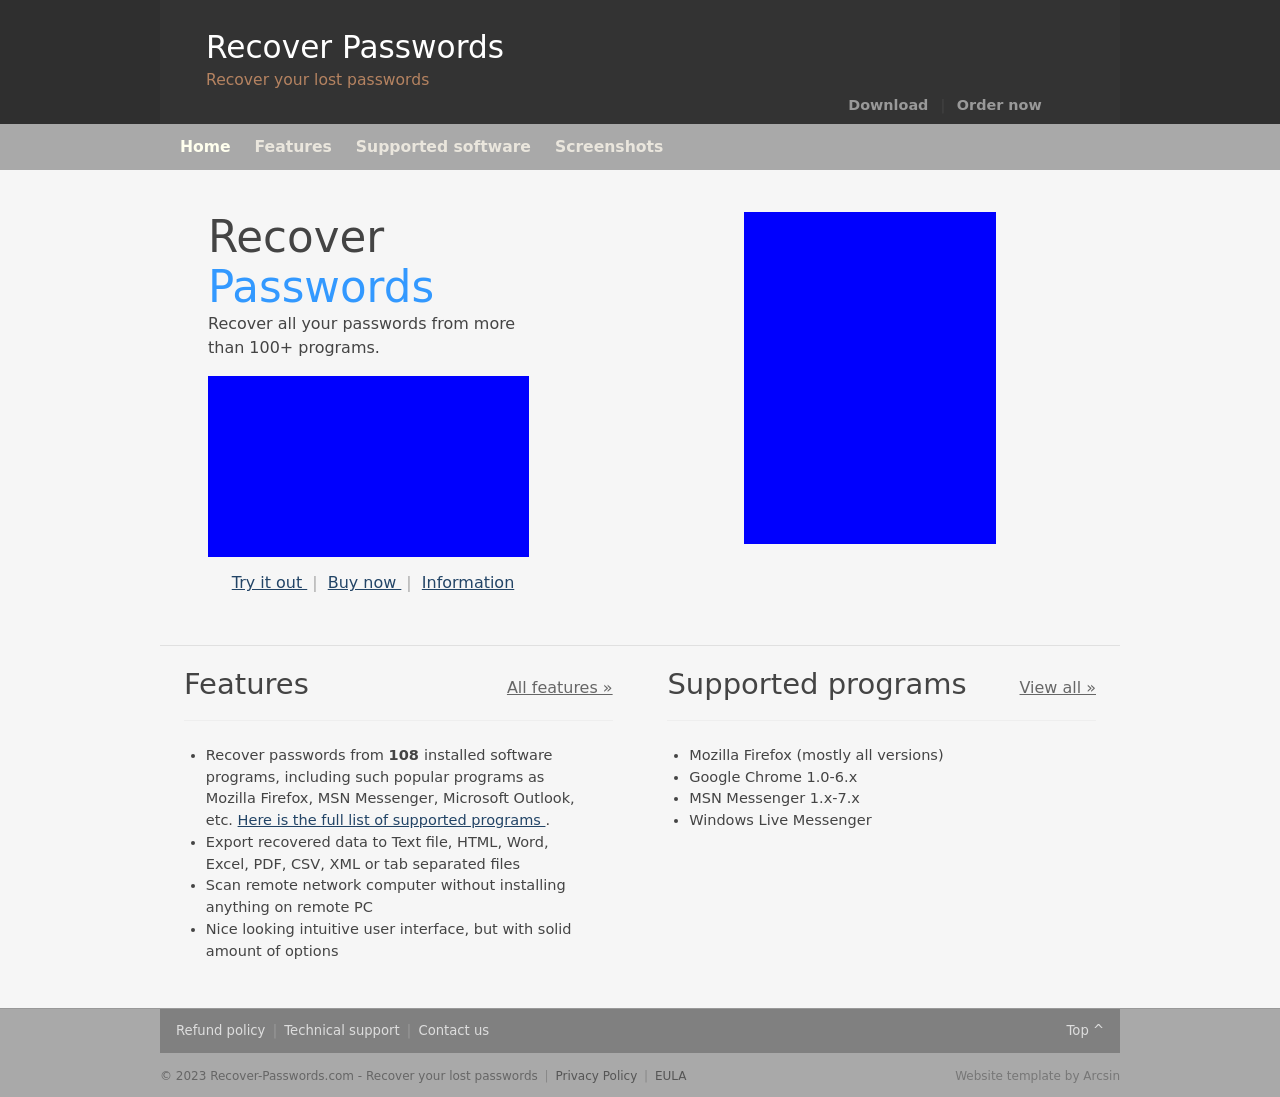 Recover Passwords
Recover your lost passwords
Download | Order now
Home Features Supported software Screenshots
Recover
Passwords
Recover all your passwords from more
than 100+ programs.
Try it out | Buy now | Information
Features All features »
Recover passwords from 108 installed software
programs, including such popular programs as
Mozilla Firefox, MSN Messenger, Microsoft Outlook,
etc. Here is the full list of supported programs .
Export recovered data to Text file, HTML, Word,
Excel, PDF, CSV, XML or tab separated files
Scan remote network computer without installing
anything on remote PC
Nice looking intuitive user interface, but with solid
amount of options
Supported programs View all »
Mozilla Firefox (mostly all versions)
Google Chrome 1.0-6.x
MSN Messenger 1.x-7.x
Windows Live Messenger
Refund policy | Technical support | Contact us Top ^
© 2023 Recover-Passwords.com - Recover your lost passwords | Privacy Policy | EULA Website template by Arcsin